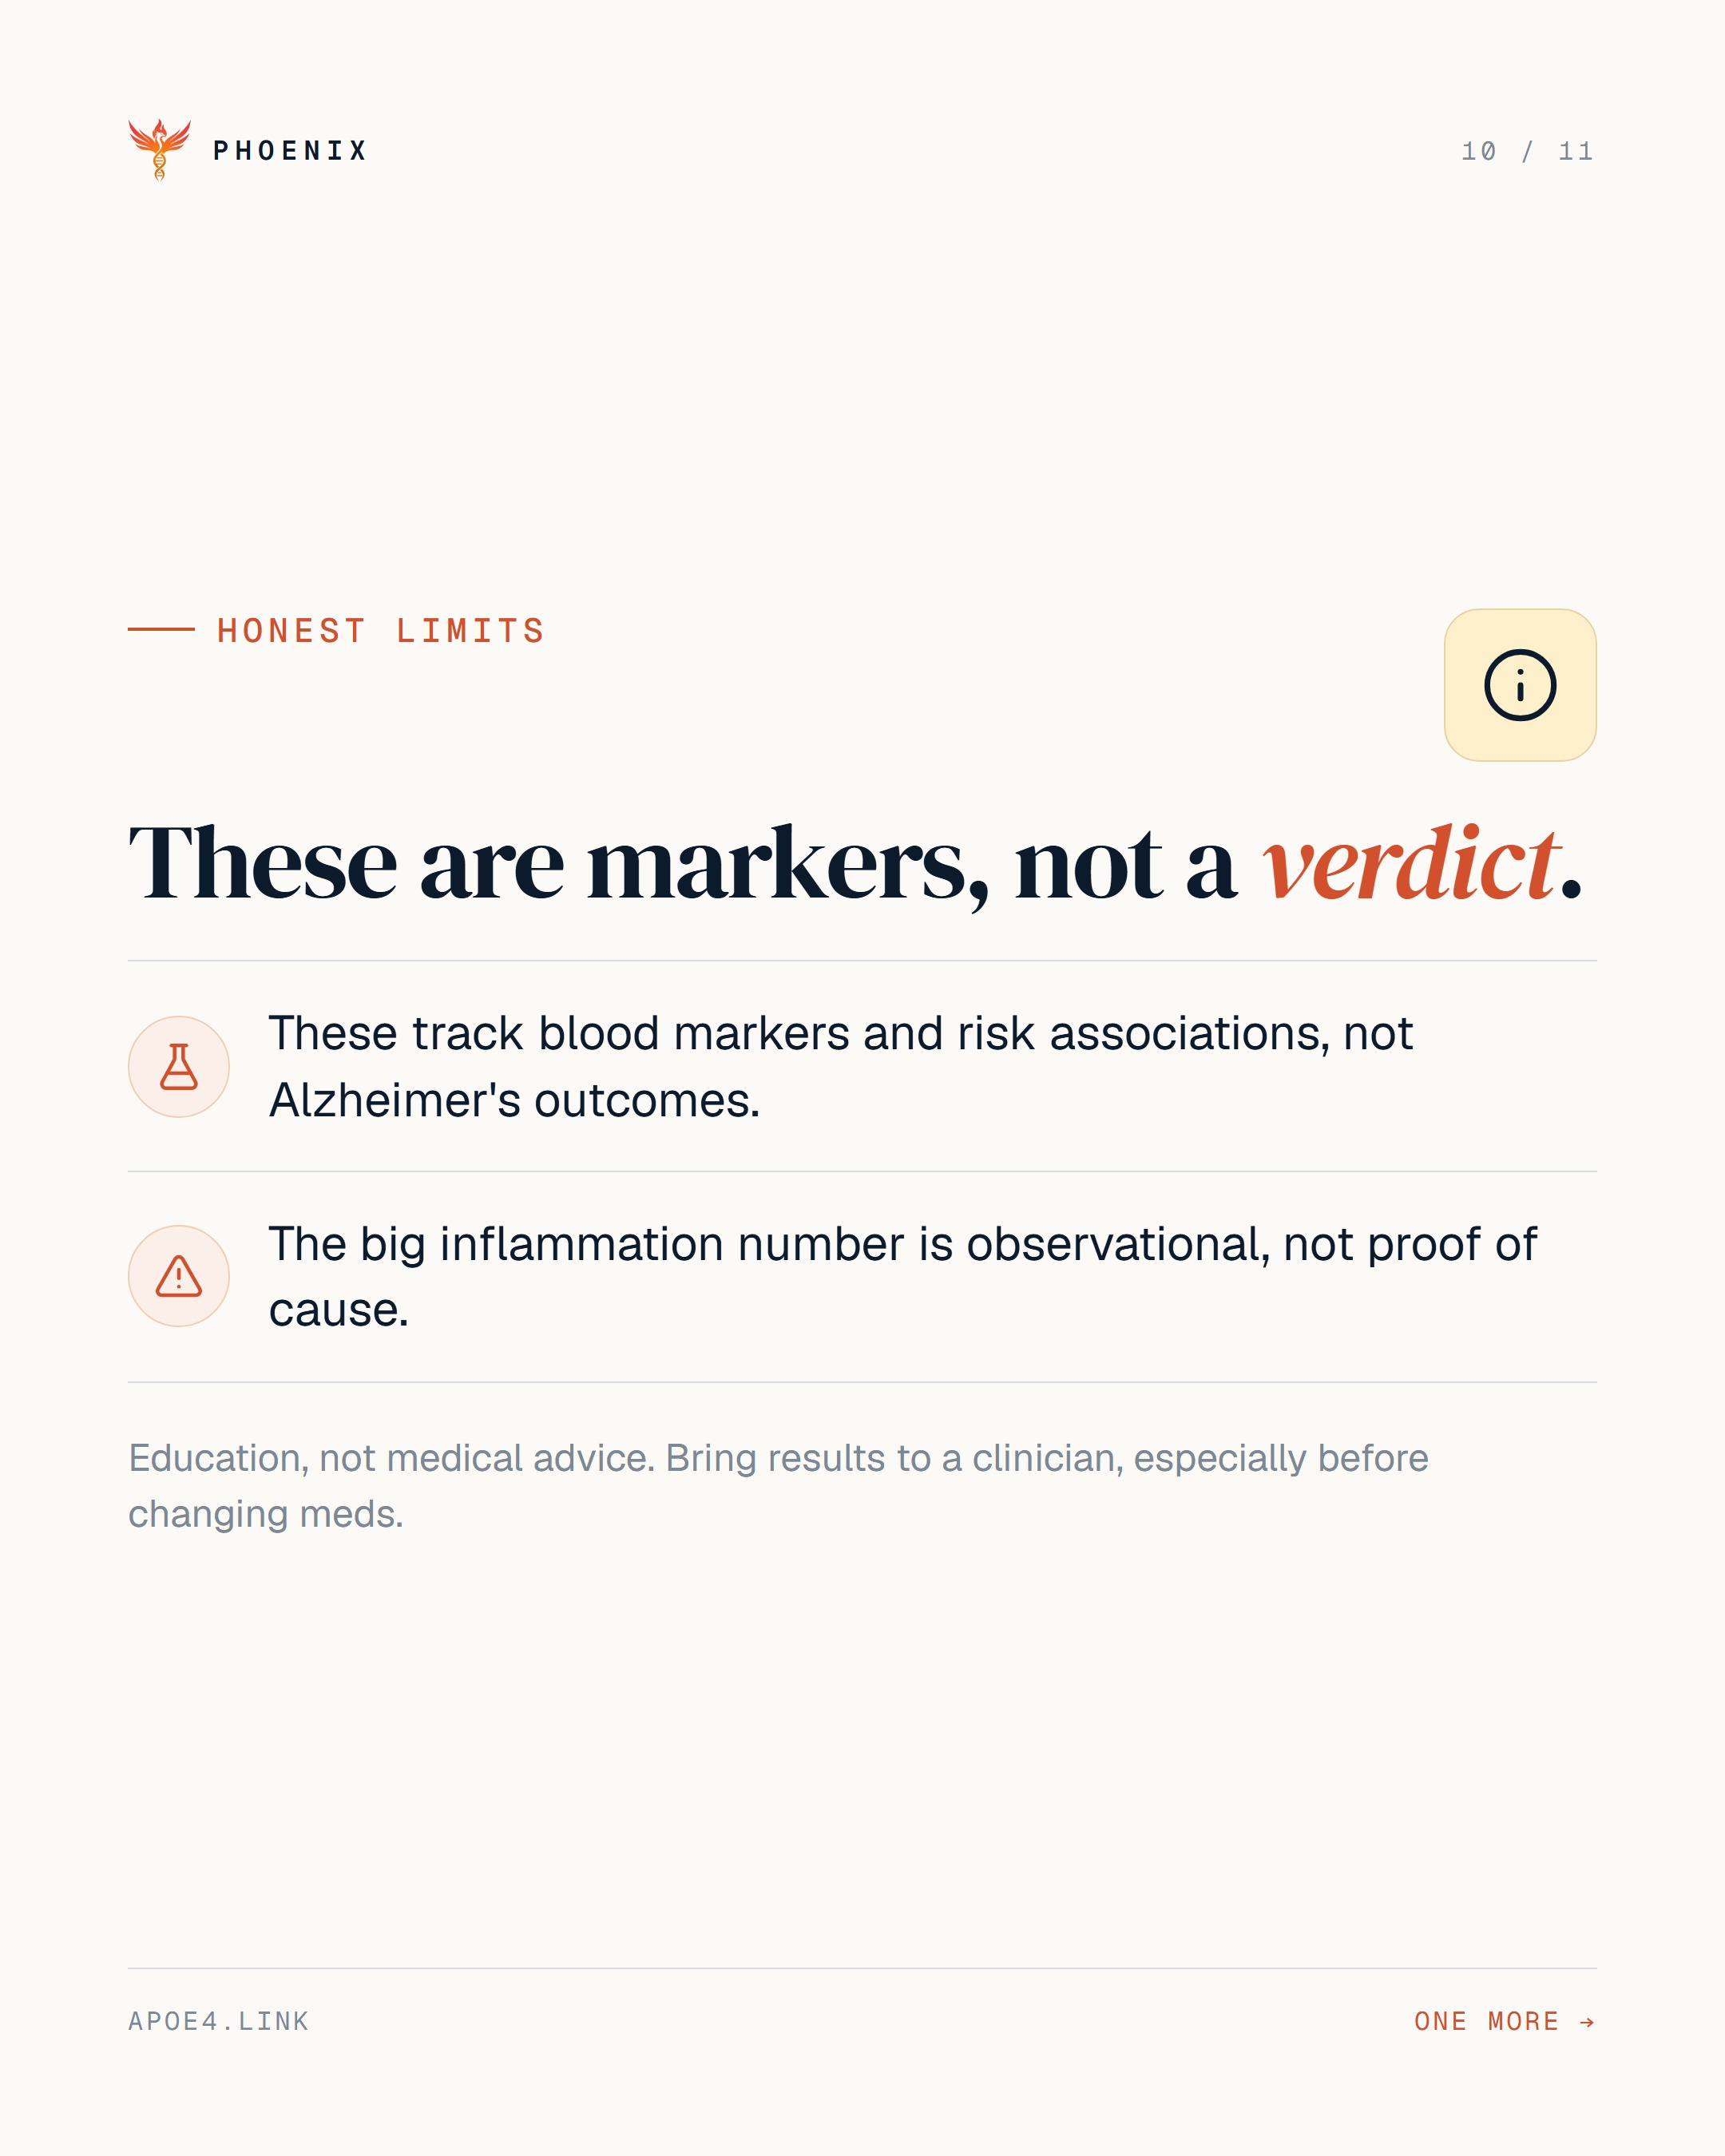 PHOENIX
10 / 11
HONEST LIMITS
These are markers, not a verdict.
These track blood markers and risk associations, not
Alzheimer's outcomes.
The big inflammation number is observational, not proof of
cause.
Education, not medical advice. Bring results to a clinician, especially before
changing meds.
APOE4.LINK
ONE MORE →